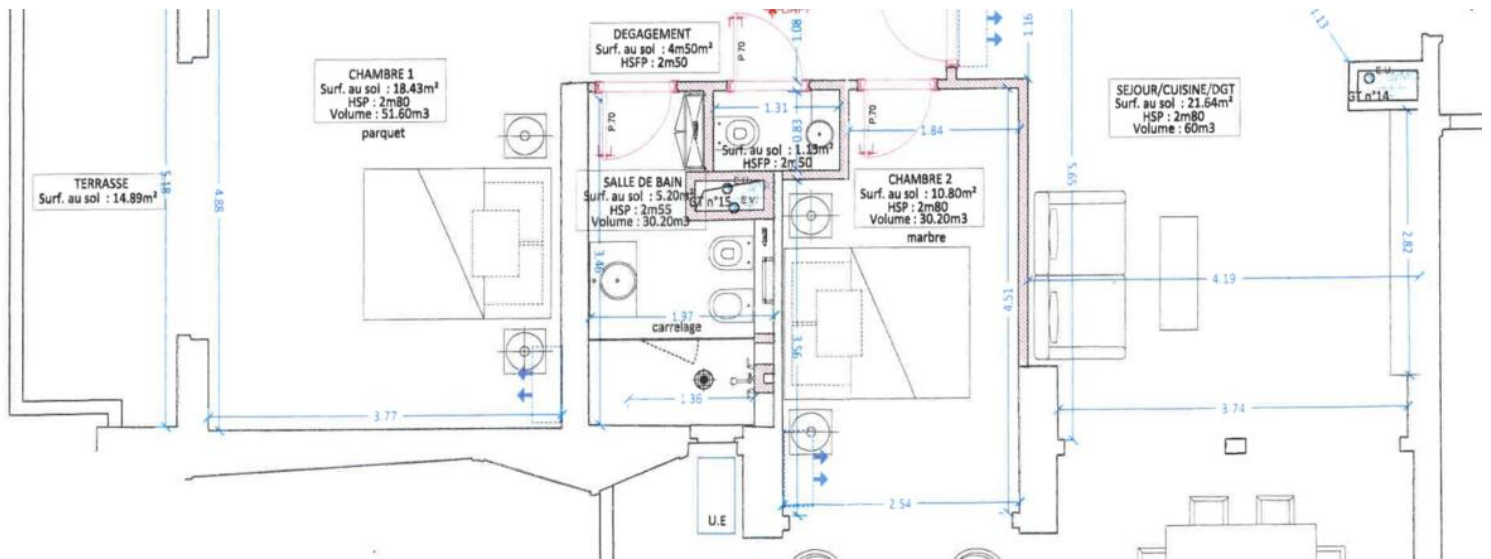 DEGAGEMENT
Surf. au sol : 4m50m²
HSFP : 2m50
P 70
1.08
1.16
1.13
CHAMBRE 1
Surf. au sol : 18.43m²
HSP : 2m80
Volume : 51.60m3
parquet
SEJOUR/CUISINE/DGT
Surf. au sol : 21.64m²
HSP : 2m80
Volume : 60m3
E.U.
GT n°14
P.70
1.31
0.83
P.70
1.84
Surf. au sol : 1.13m²
HSFP : 2m50
TERRASSE
Surf. au sol : 14.89m²
5.18
4.88
SALLE DE BAIN
Surf. au sol : 5.20m²
HSP : 2m55
Volume : 30.20m3
GT n°15
E.V.
CHAMBRE 2
Surf. au sol : 10.80m²
HSP : 2m80
Volume : 30.20m3
marbre
5.65
2.82
3.46
4.19
4.51
1.97
carrelage
3.56
1.36
3.77
3.74
2.54
U.E